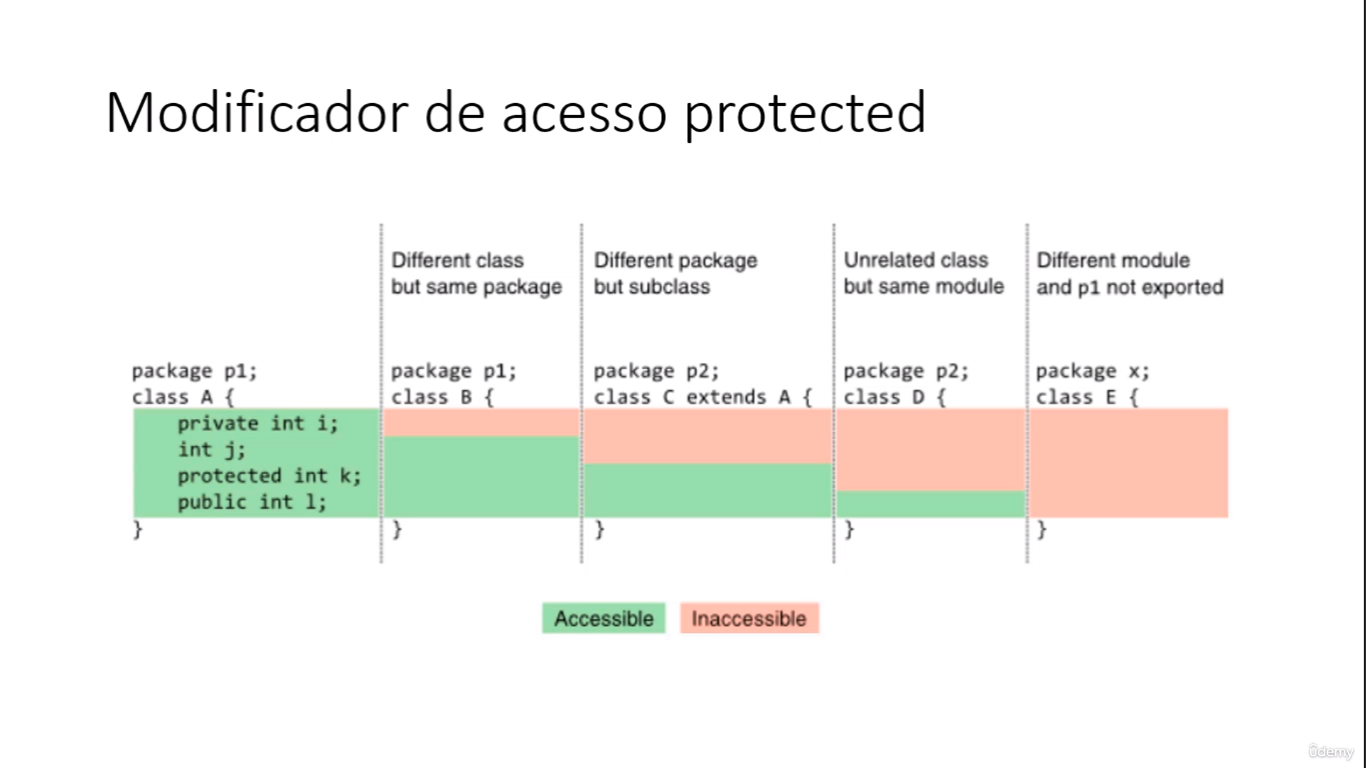 Modificador de acesso protected
Different class
but same package
Different package
but subclass
Unrelated class
but same module
Different module
and p1 not exported
package p1;
class A {
private int i;
int j;
protected int k;
public int l;
}
package p1;
class B {
}
package p2;
class C extends A {
}
package p2;
class D {
}
package x;
class E {
}
Accessible
Inaccessible
ûdemy